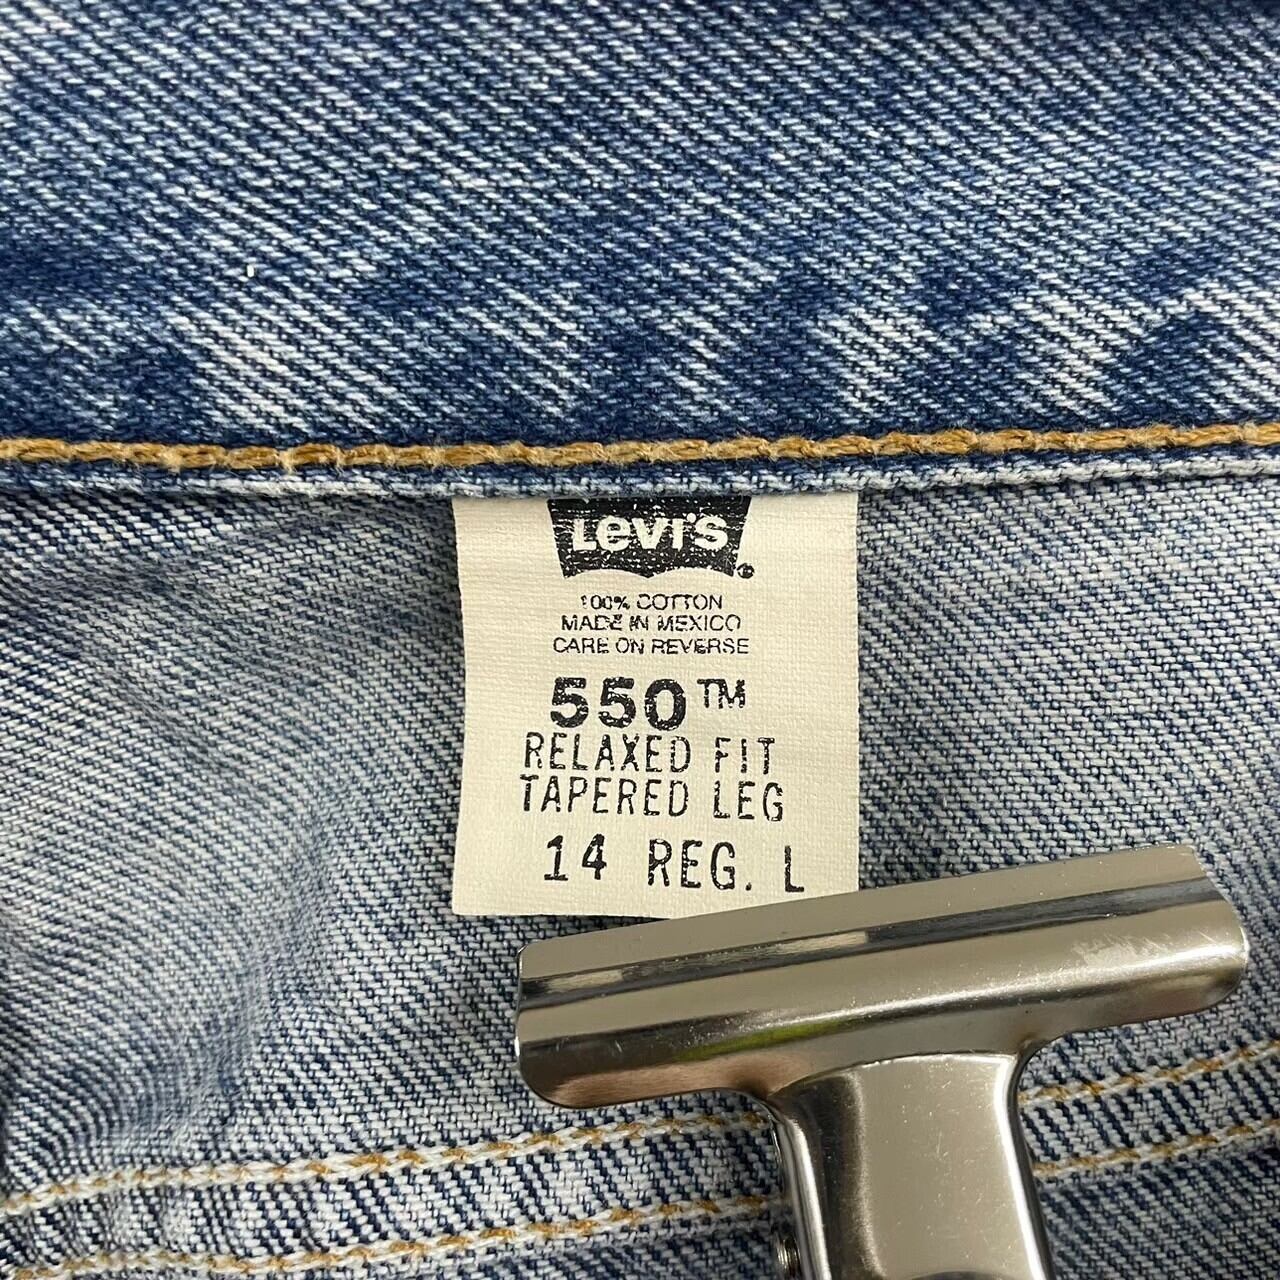 Levi's
100% COTTON
MADE IN MEXICO
CARE ON REVERSE
550™
RELAXED FIT
TAPERED LEG
14 REG. L